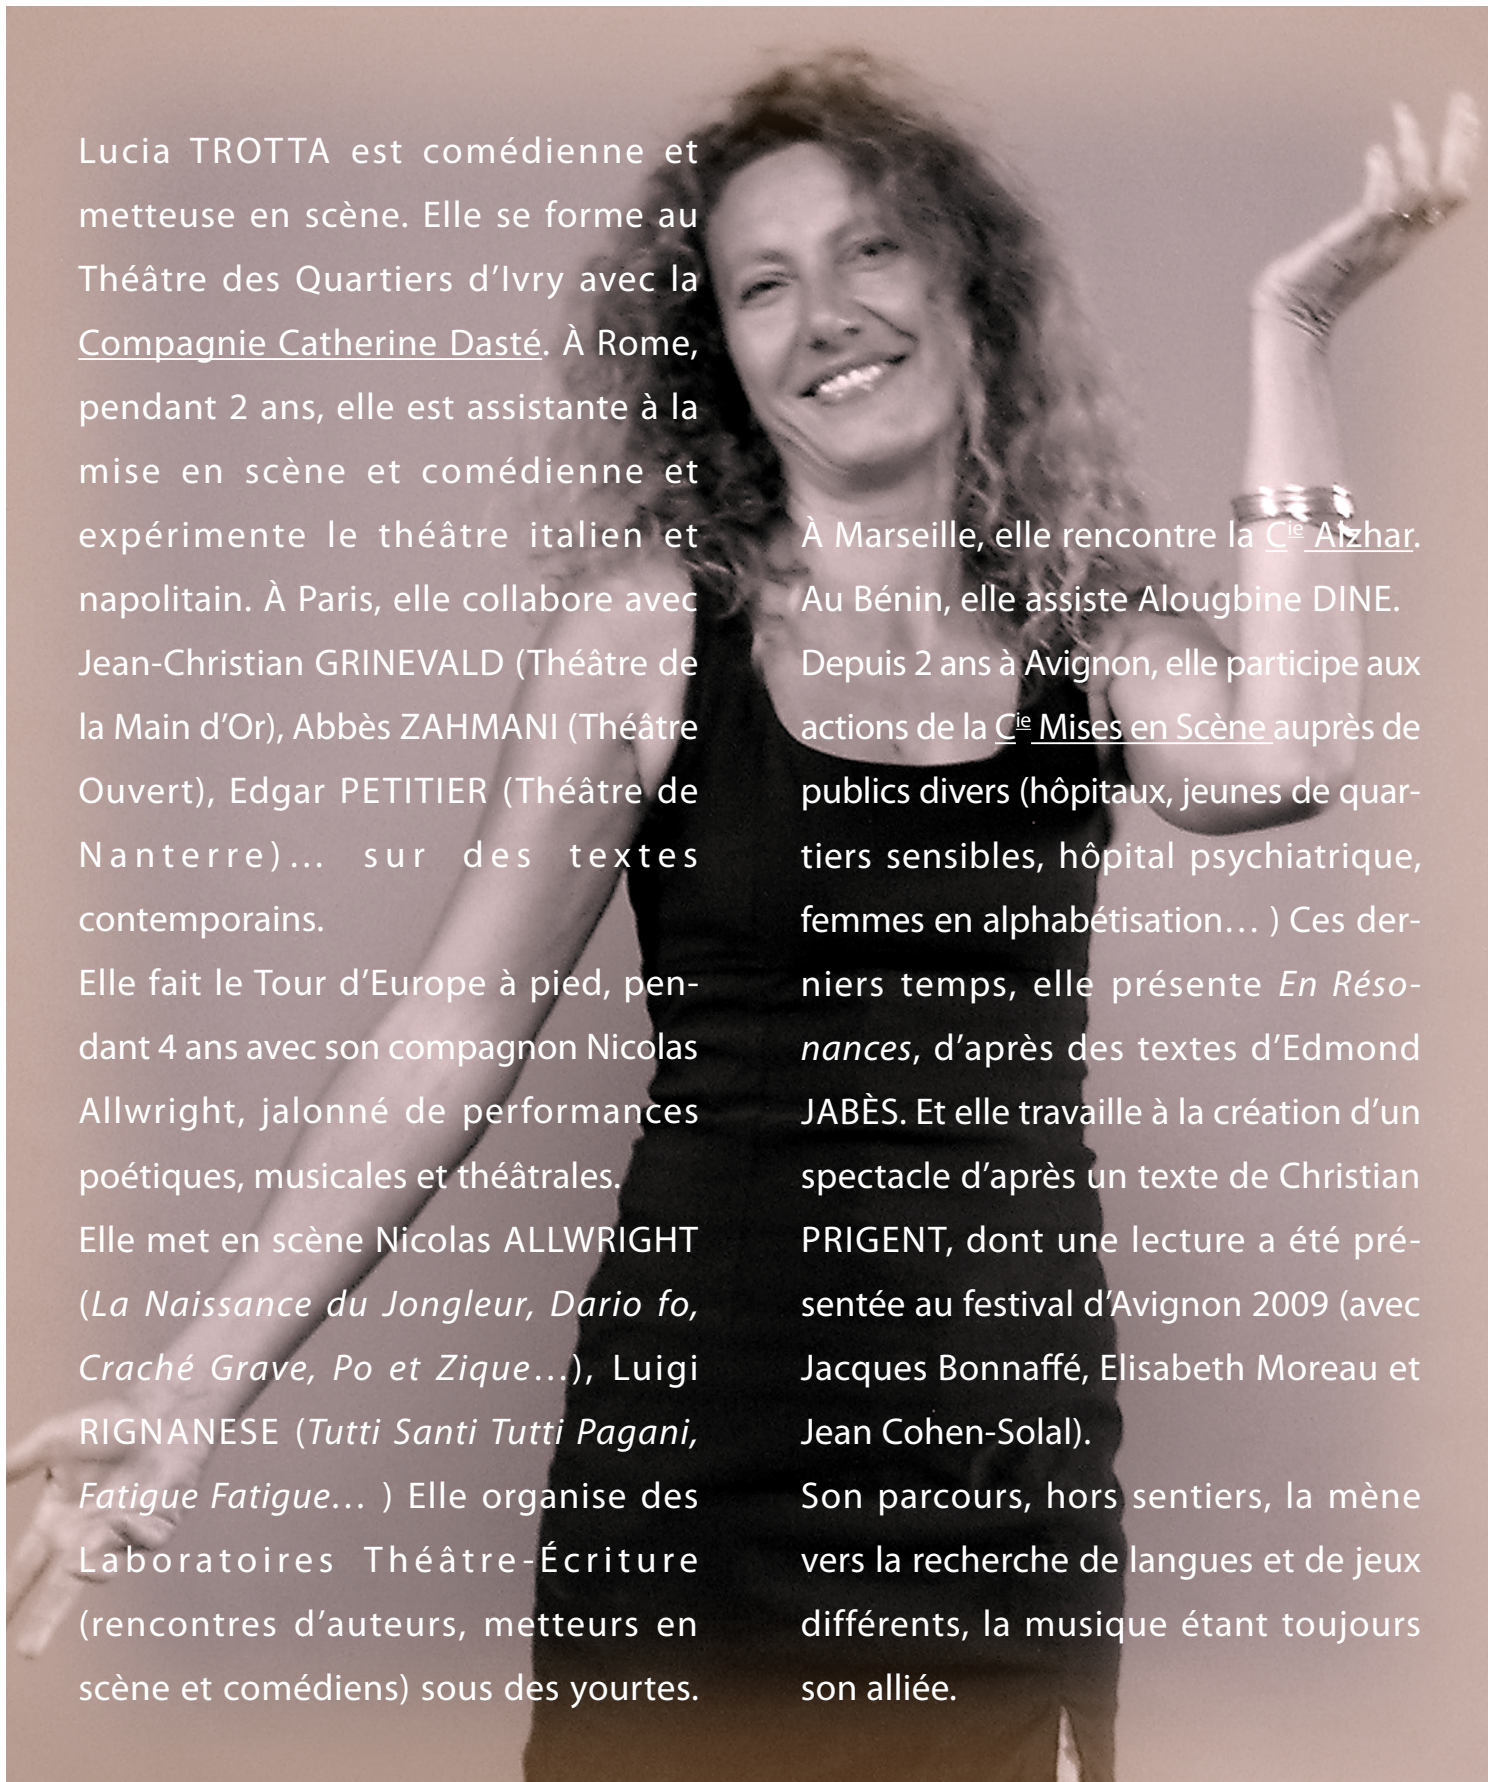 Lucia TROTTA est comédienne et
metteuse en scène. Elle se forme au
Théâtre des Quartiers d’Ivry avec la
Compagnie Catherine Dasté. À Rome,
pendant 2 ans, elle est assistante à la
mise en scène et comédienne et
expérimente le théâtre italien et
napolitain. À Paris, elle collabore avec
Jean-Christian GRINEVALD (Théâtre de
la Main d’Or), Abbès ZAHMANI (Théâtre
Ouvert), Edgar PETITIER (Théâtre de
Nanterre)… sur des textes
contemporains.
Elle fait le Tour d’Europe à pied, pen-
dant 4 ans avec son compagnon Nicolas
Allwright, jalonné de performances
poétiques, musicales et théâtrales.
Elle met en scène Nicolas ALLWRIGHT
(La Naissance du Jongleur, Dario fo,
Craché Grave, Po et Zique…), Luigi
RIGNANESE (Tutti Santi Tutti Pagani,
Fatigue Fatigue… ) Elle organise des
Laboratoires Théâtre-Écriture
(rencontres d’auteurs, metteurs en
scène et comédiens) sous des yourtes.
À Marseille, elle rencontre la Cie Alzhar.
Au Bénin, elle assiste Alougbine DINE.
Depuis 2 ans à Avignon, elle participe aux
actions de la Cie Mises en Scène auprès de
publics divers (hôpitaux, jeunes de quar-
tiers sensibles, hôpital psychiatrique,
femmes en alphabétisation… ) Ces der-
niers temps, elle présente En Réso-
nances, d’après des textes d’Edmond
JABÈS. Et elle travaille à la création d’un
spectacle d’après un texte de Christian
PRIGENT, dont une lecture a été pré-
sentée au festival d’Avignon 2009 (avec
Jacques Bonnaffé, Elisabeth Moreau et
Jean Cohen-Solal).
Son parcours, hors sentiers, la mène
vers la recherche de langues et de jeux
différents, la musique étant toujours
son alliée.